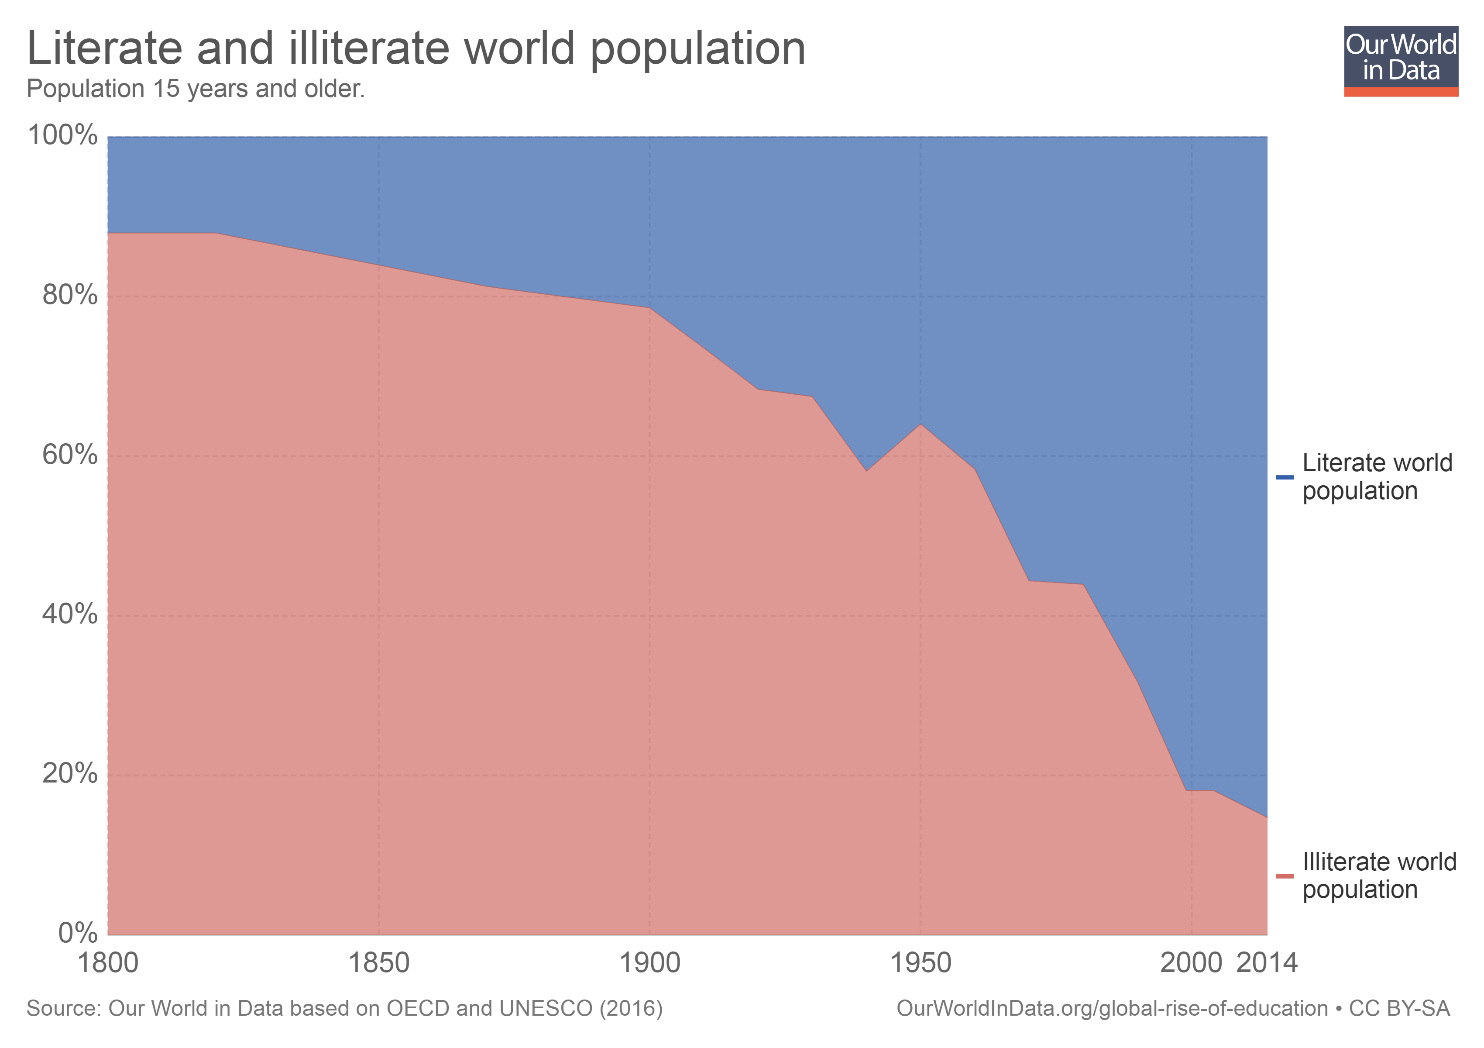 Literate and illiterate world population
Population 15 years and older.
Our World
in Data
100%
80%
60%
40%
20%
0%
1800
1850
1900
1950
2000
2014
Literate world
population
Illiterate world
population
Source: Our World in Data based on OECD and UNESCO (2016)
OurWorldInData.org/global-rise-of-education • CC BY-SA